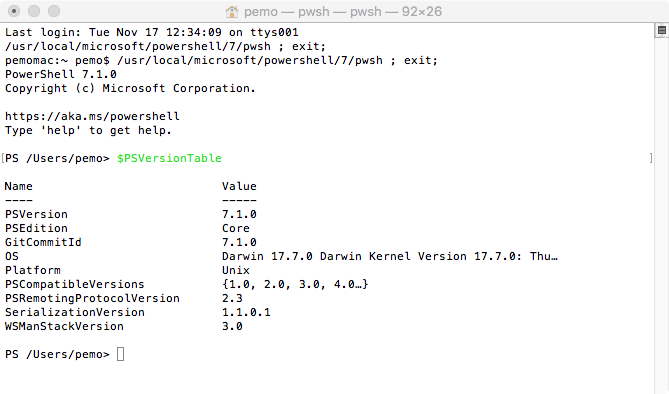 pemo — pwsh — pwsh — 92×26
Last login: Tue Nov 17 12:34:09 on ttys001
/usr/local/microsoft/powershell/7/pwsh ; exit;
pemomac:~ pemo$ /usr/local/microsoft/powershell/7/pwsh ; exit;
PowerShell 7.1.0
Copyright (c) Microsoft Corporation.

https://aka.ms/powershell
Type 'help' to get help.

[PS /Users/pemo> $PSVersionTable ]

Name                           Value
----                           -----
PSVersion                      7.1.0
PSEdition                      Core
GitCommitId                    7.1.0
OS                             Darwin 17.7.0 Darwin Kernel Version 17.7.0: Thu…
Platform                       Unix
PSCompatibleVersions           {1.0, 2.0, 3.0, 4.0…}
PSRemotingProtocolVersion      2.3
SerializationVersion           1.1.0.1
WSManStackVersion              3.0

PS /Users/pemo>